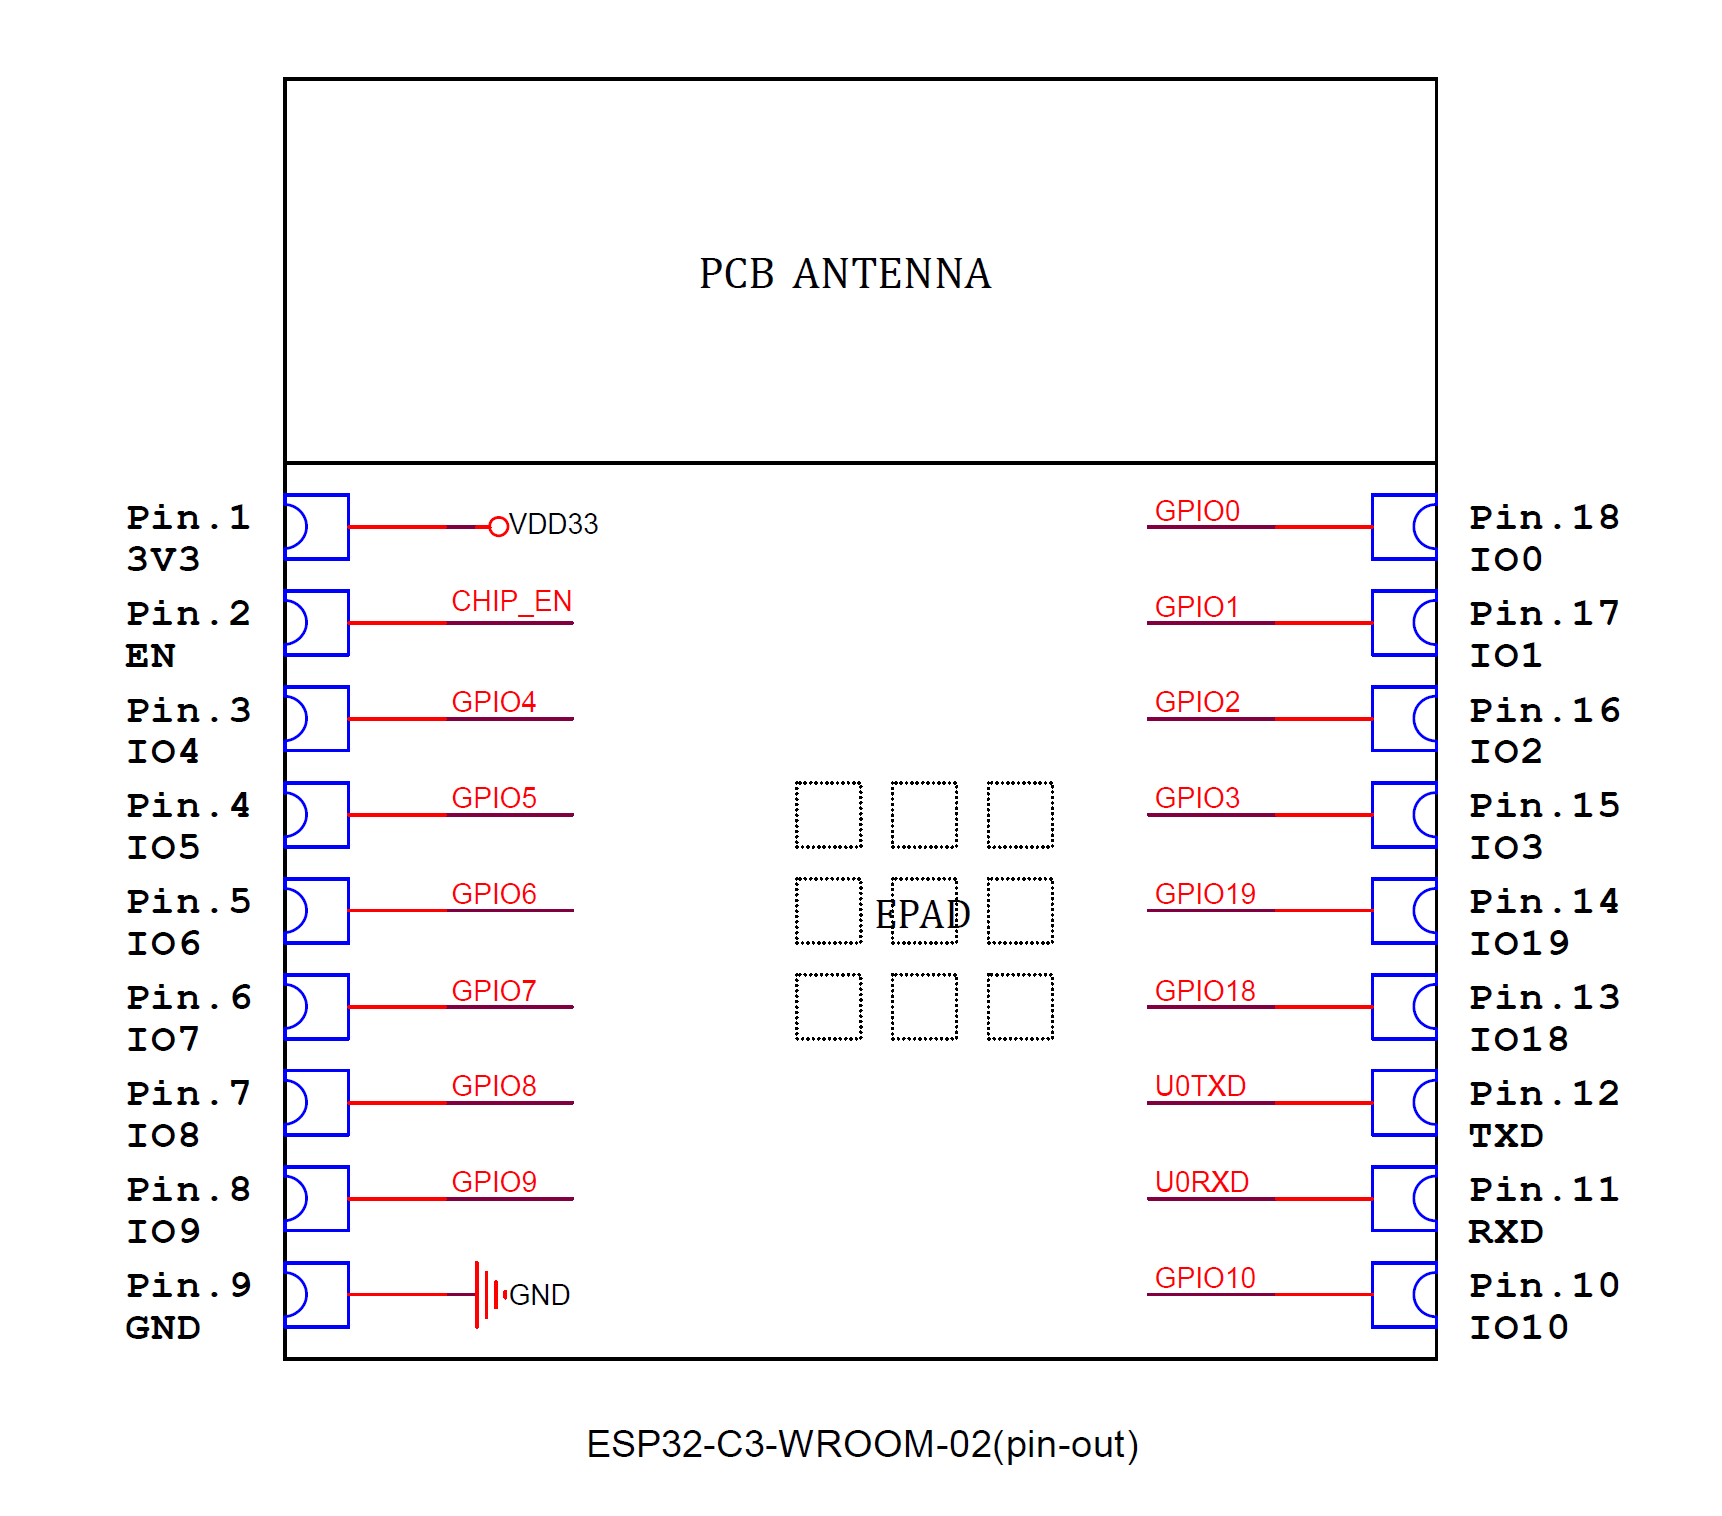 PCB ANTENNA
Pin.1
3V3
VDD33
Pin.2
EN
CHIP_EN
Pin.3
IO4
GPIO4
Pin.4
IO5
GPIO5
Pin.5
IO6
GPIO6
Pin.6
IO7
GPIO7
Pin.7
IO8
GPIO8
Pin.8
IO9
GPIO9
Pin.9
GND
GND
EPAD
GPIO0
Pin.18
IO0
GPIO1
Pin.17
IO1
GPIO2
Pin.16
IO2
GPIO3
Pin.15
IO3
GPIO19
Pin.14
IO19
GPIO18
Pin.13
IO18
U0TXD
Pin.12
TXD
U0RXD
Pin.11
RXD
GPIO10
Pin.10
IO10
ESP32-C3-WROOM-02(pin-out)